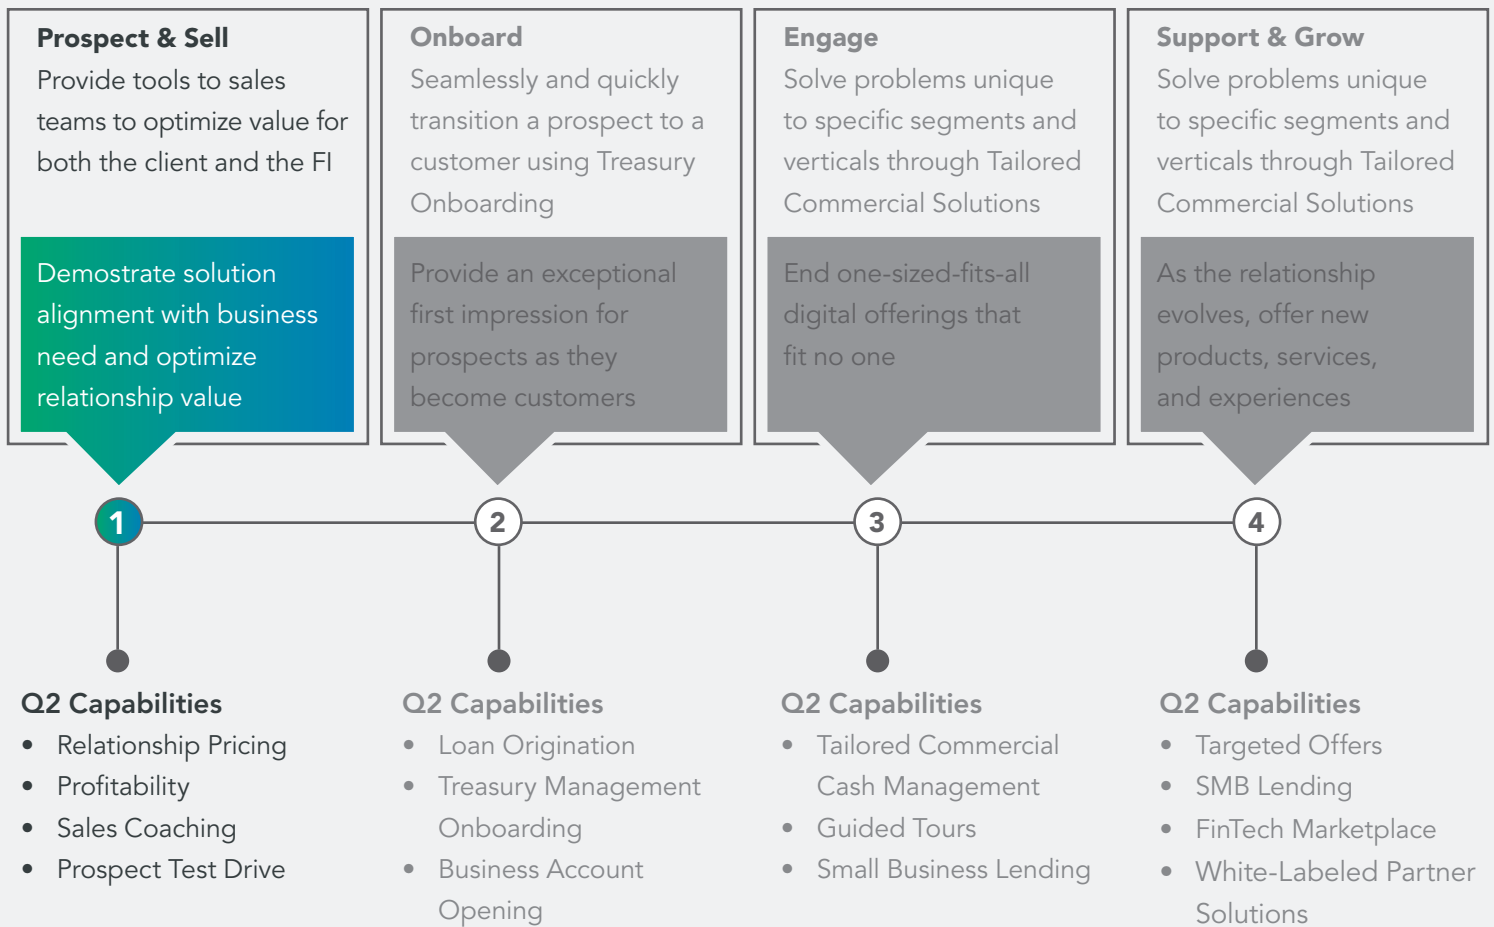 Prospect & Sell
Provide tools to sales
teams to optimize value for
both the client and the FI
Demostrate solution
alignment with business
need and optimize
relationship value
Onboard
Seamlessly and quickly
transition a prospect to a
customer using Treasury
Onboarding
Provide an exceptional
first impression for
prospects as they
become customers
Engage
Solve problems unique
to specific segments and
verticals through Tailored
Commercial Solutions
End one-sized-fits-all
digital offerings that
fit no one
Support & Grow
Solve problems unique
to specific segments and
verticals through Tailored
Commercial Solutions
As the relationship
evolves, offer new
products, services,
and experiences
1
2
3
4
Q2 Capabilities
• Relationship Pricing
• Profitability
• Sales Coaching
• Prospect Test Drive
Q2 Capabilities
• Loan Origination
• Treasury Management
Onboarding
• Business Account
Opening
Q2 Capabilities
• Tailored Commercial
Cash Management
• Guided Tours
• Small Business Lending
Q2 Capabilities
• Targeted Offers
• SMB Lending
• FinTech Marketplace
• White-Labeled Partner
Solutions